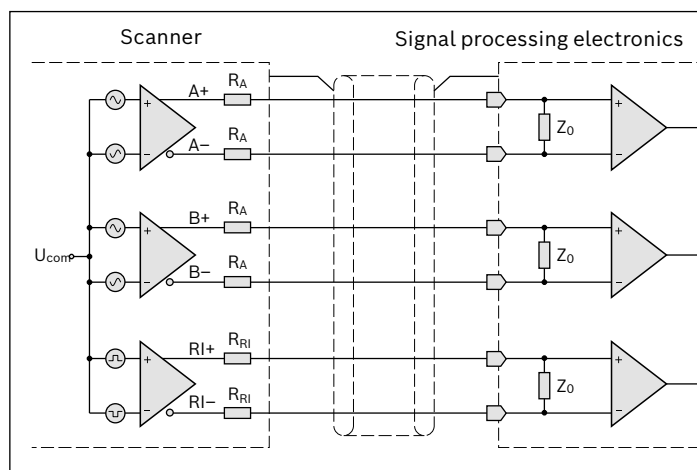 Scanner
Signal processing electronics
A+ RA
+
Z0
+
−
A− RA
−
B+ RA
+
Z0
+
−
B− RA
−
Ucom
RI+ RRI
+
Z0
+
−
RI− RRI
−